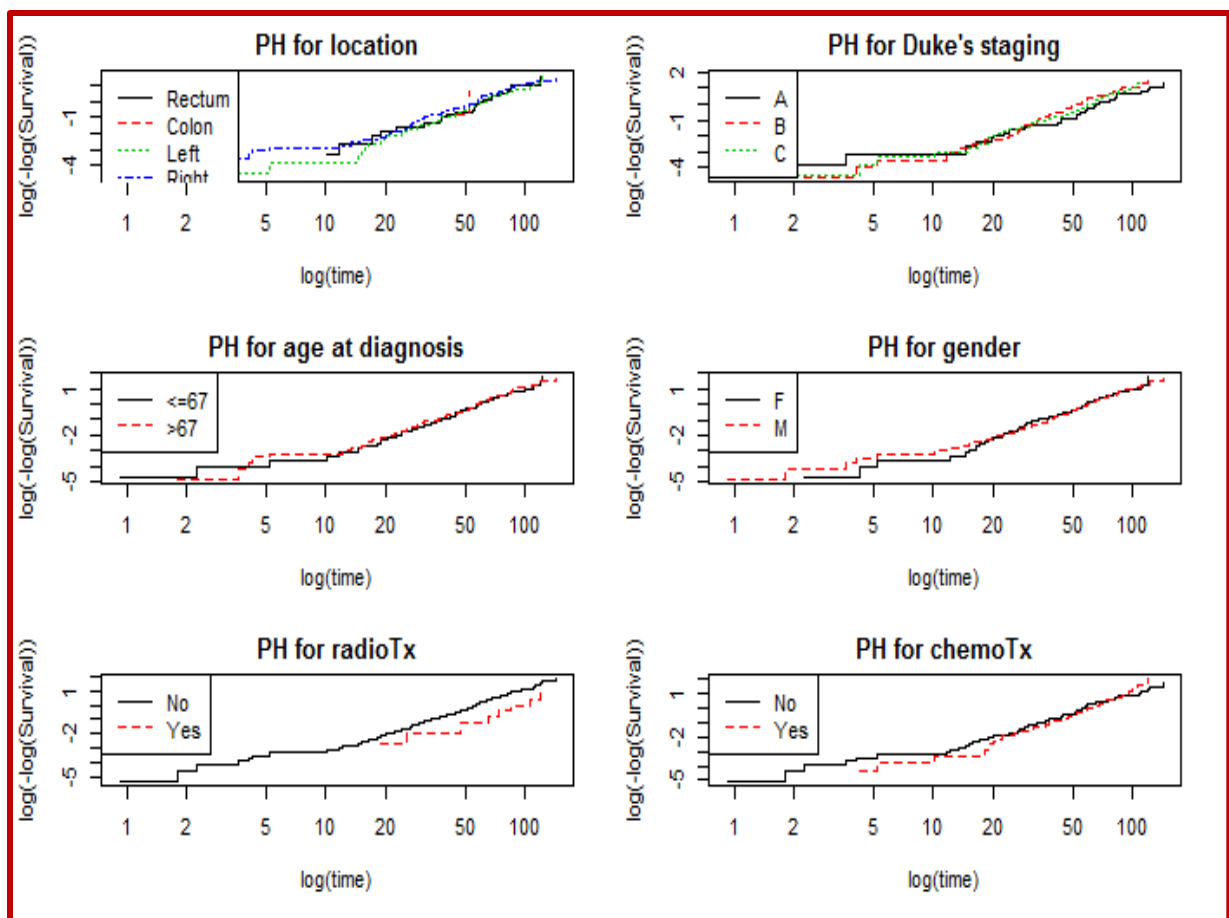 PH for location
log(-log(Survival))
-1
-4
Rectum
Colon
Left
Right
1 2 5 10 20 50 100
log(time)
PH for Duke's staging
log(-log(Survival))
2
-1
-4
A
B
C
1 2 5 10 20 50 100
log(time)
PH for age at diagnosis
log(-log(Survival))
1
-2
-5
<=67
>67
1 2 5 10 20 50 100
log(time)
PH for gender
log(-log(Survival))
1
-2
-5
F
M
1 2 5 10 20 50 100
log(time)
PH for radioTx
log(-log(Survival))
1
-2
-5
No
Yes
1 2 5 10 20 50 100
log(time)
PH for chemoTx
log(-log(Survival))
1
-2
-5
No
Yes
1 2 5 10 20 50 100
log(time)